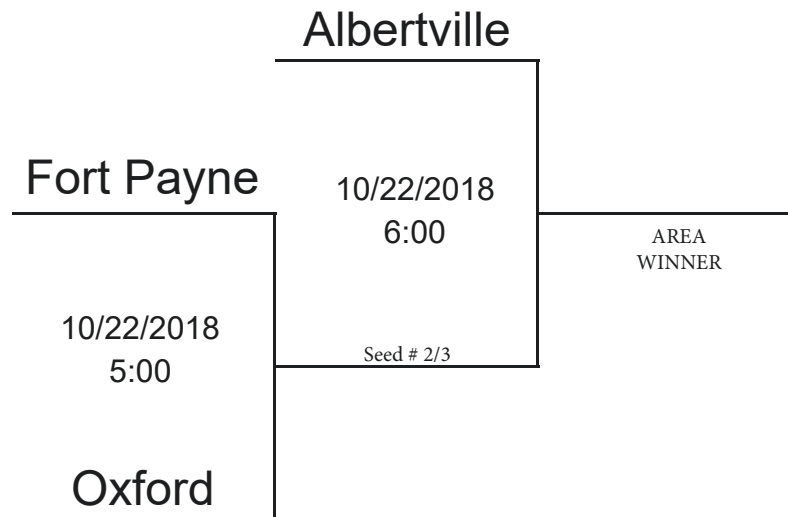 Albertville
Fort Payne
10/22/2018
6:00
AREA
WINNER
10/22/2018
5:00
Seed # 2/3
Oxford